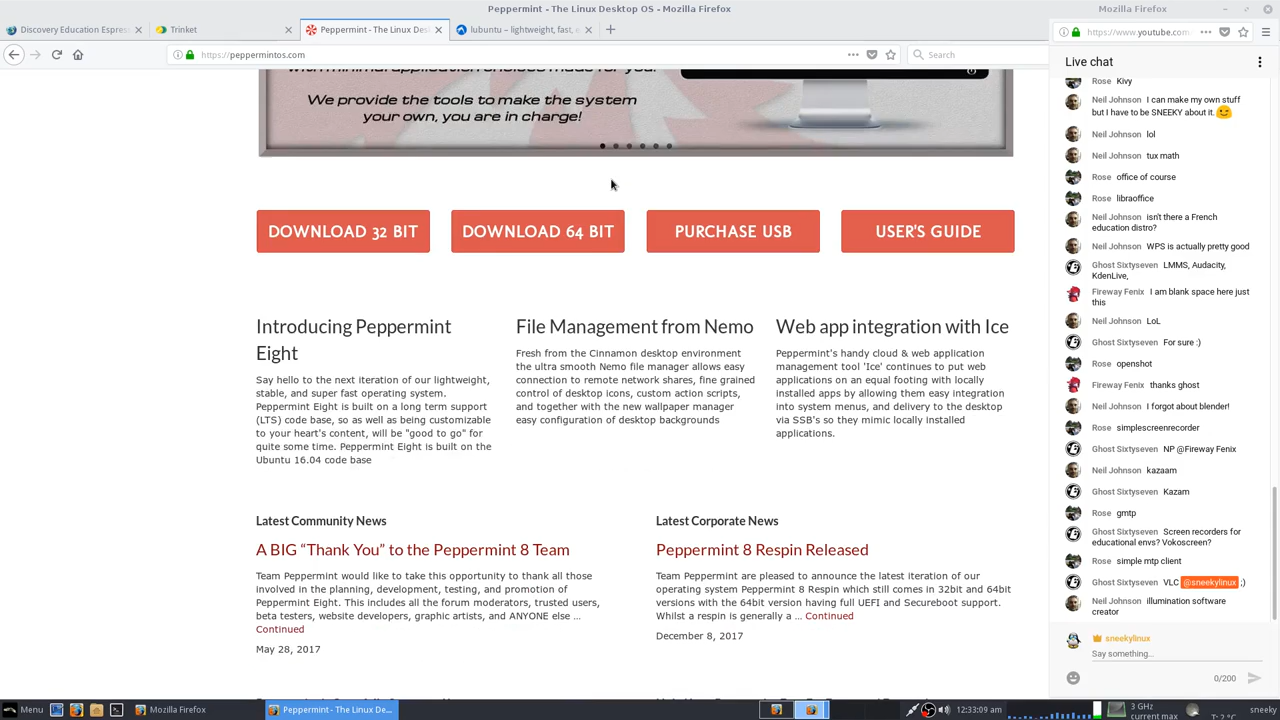 Peppermint - The Linux Desktop OS - Mozilla Firefox
Mozilla Firefox
Discovery Education Espres
Trinket
Peppermint - The Linux Des
lubuntu – lightweight, fast, e
https://peppermintos.com
Search
https://www.youtube.com
We provide the tools to make the system
your own, you are in charge!
DOWNLOAD 32 BIT
DOWNLOAD 64 BIT
PURCHASE USB
USER'S GUIDE
Introducing Peppermint
Eight
Say hello to the next iteration of our lightweight,
stable, and super fast operating system.
Peppermint Eight is built on a long term support
(LTS) code base, so as well as being customizable
to your heart's content, will be "good to go" for
quite some time. Peppermint Eight is built on the
Ubuntu 16.04 code base
File Management from Nemo
Fresh from the Cinnamon desktop environment
the ultra smooth Nemo file manager allows easy
connection to remote network shares, fine grained
control of desktop icons, custom action scripts,
and together with the new wallpaper manager
easy configuration of desktop backgrounds
Web app integration with Ice
Peppermint's handy cloud & web application
management tool 'Ice' continues to put web
applications on an equal footing with locally
installed apps by allowing them easy integration
into system menus, and delivery to the desktop
via SSB's so they mimic locally installed
applications.
Latest Community News
A BIG “Thank You” to the Peppermint 8 Team
Team Peppermint would like to take this opportunity to thank all those
involved in the planning, development, testing, and promotion of
Peppermint Eight. This includes all the forum moderators, trusted users,
beta testers, website developers, graphic artists, and ANYONE else ...
Continued
May 28, 2017
Latest Corporate News
Peppermint 8 Respin Released
Team Peppermint are pleased to announce the latest iteration of our
operating system Peppermint 8 Respin which still comes in 32bit and 64bit
versions with the 64bit version having full UEFI and Secureboot support.
Whilst a respin is generally a ... Continued
December 8, 2017
Live chat
Rose Kivy
Neil Johnson I can make my own stuff
but I have to be SNEEKY about it.
Neil Johnson lol
Neil Johnson tux math
Rose office of course
Rose libraoffice
Neil Johnson isn't there a French
education distro?
Neil Johnson WPS is actually pretty good
Ghost Sixtyseven LMMS, Audacity,
KdenLive,
Fireway Fenix I am blank space here just
this
Neil Johnson LoL
Ghost Sixtyseven For sure :)
Rose openshot
Fireway Fenix thanks ghost
Neil Johnson I forgot about blender!
Rose simplescreenrecorder
Ghost Sixtyseven NP @Fireway Fenix
Neil Johnson kazaam
Ghost Sixtyseven Kazam
Rose gmtp
Ghost Sixtyseven Screen recorders for
educational envs? Vokoscreen?
Rose simple mtp client
Ghost Sixtyseven VLC @sneekylinux ;)
Neil Johnson illumination software
creator
sneekylinux
Say something...
0/200
Menu
Mozilla Firefox
Peppermint - The Linux De...
12:33:09 am
3 GHz
current max
sneeky